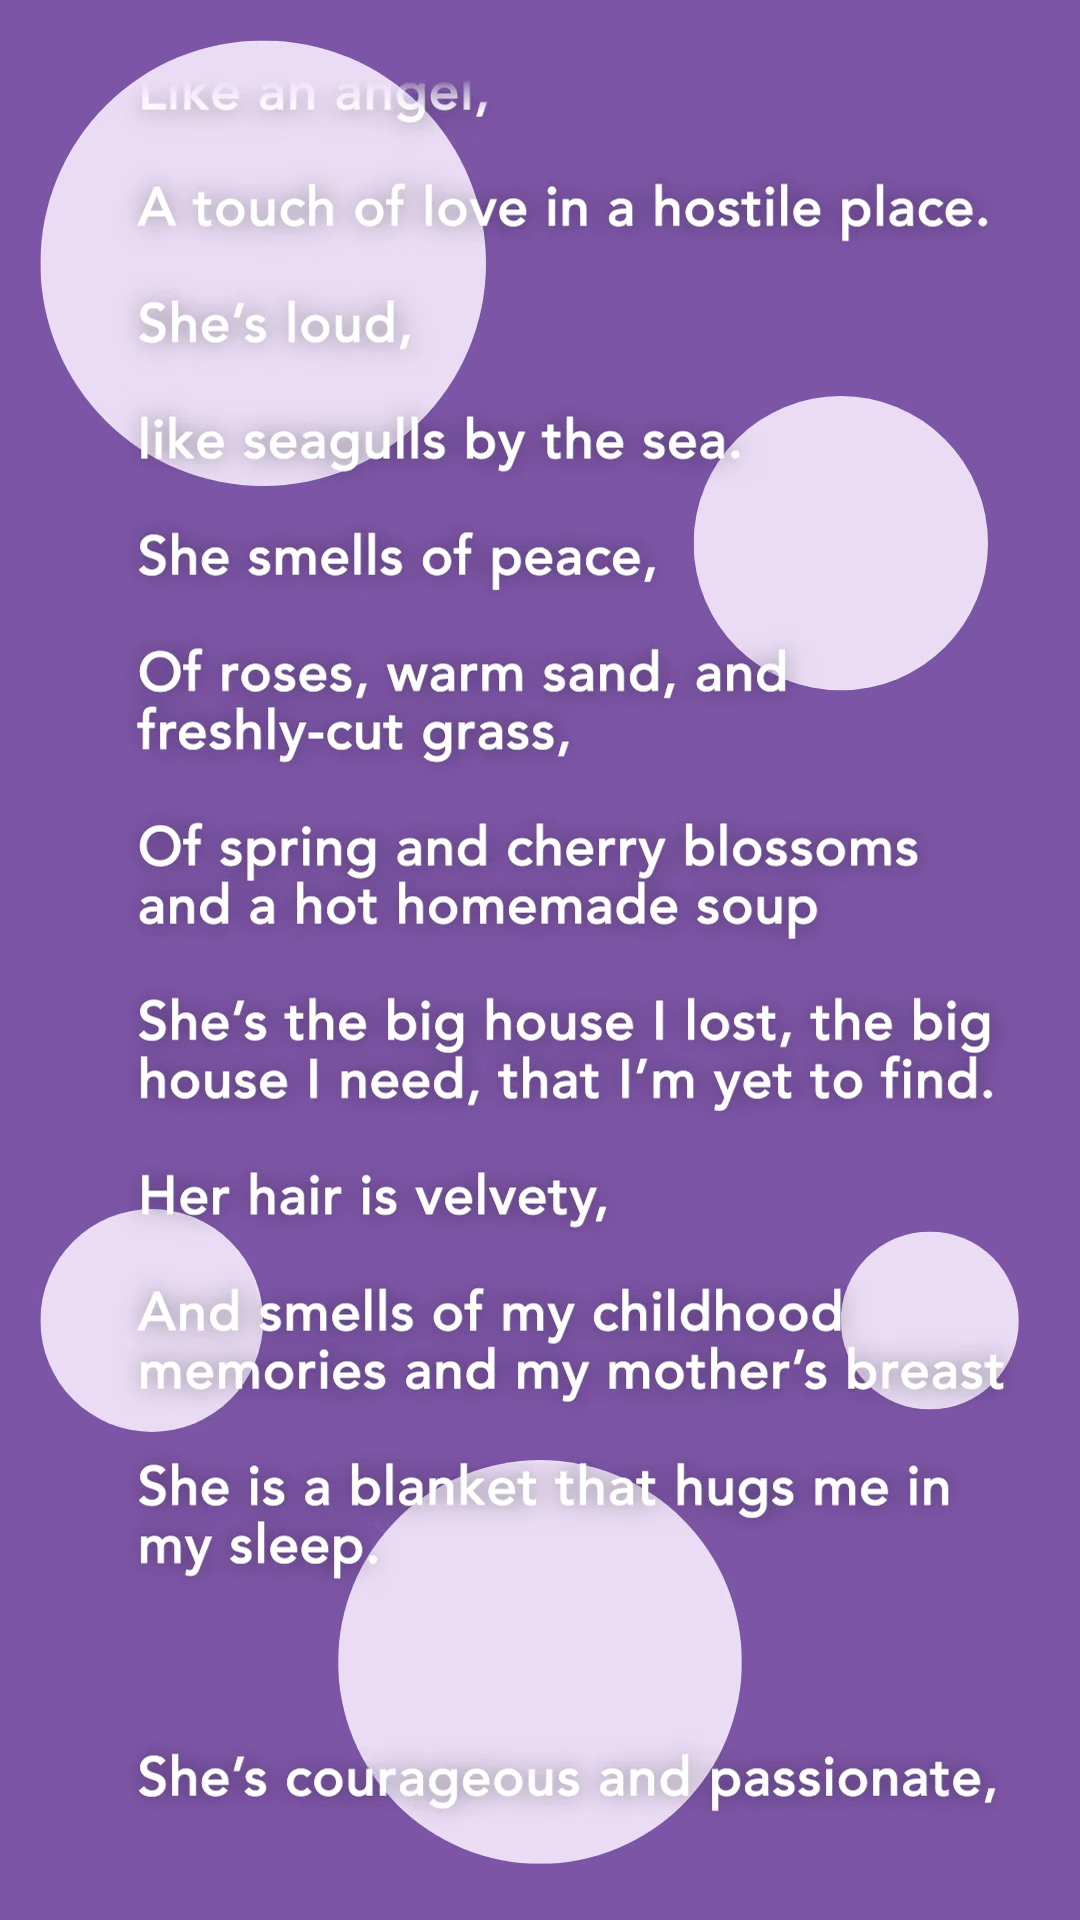 Like an angel,
A touch of love in a hostile place.
She’s loud,
like seagulls by the sea.
She smells of peace,
Of roses, warm sand, and
freshly-cut grass,
Of spring and cherry blossoms
and a hot homemade soup
She’s the big house I lost, the big
house I need, that I’m yet to find.
Her hair is velvety,
And smells of my childhood
memories and my mother’s breast
She is a blanket that hugs me in
my sleep.
She’s courageous and passionate,